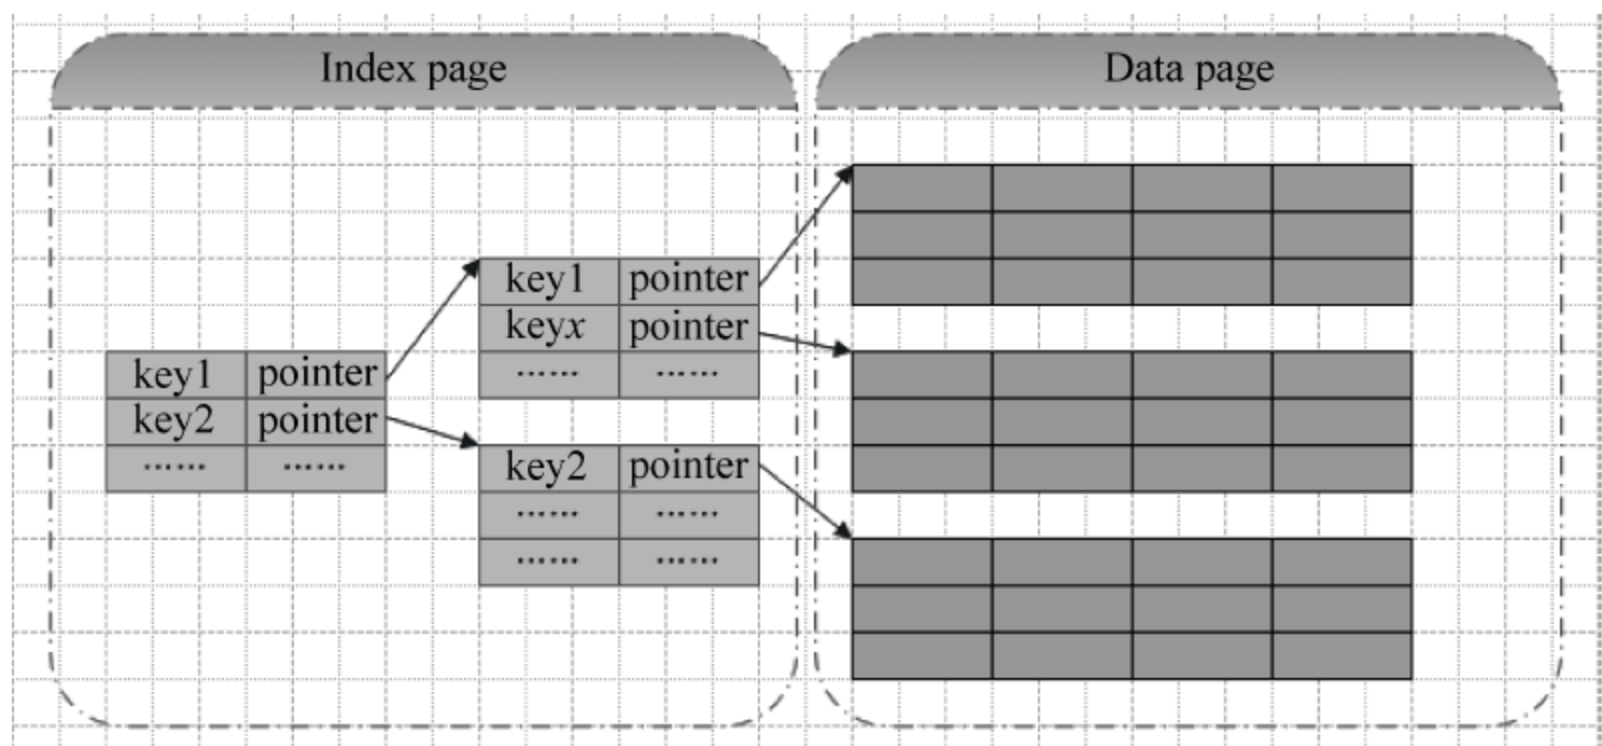 Index page
Data page
key1 pointer
key2 pointer
...... ......
key1 pointer
keyx pointer
...... ......
key2 pointer
...... ......
...... ......